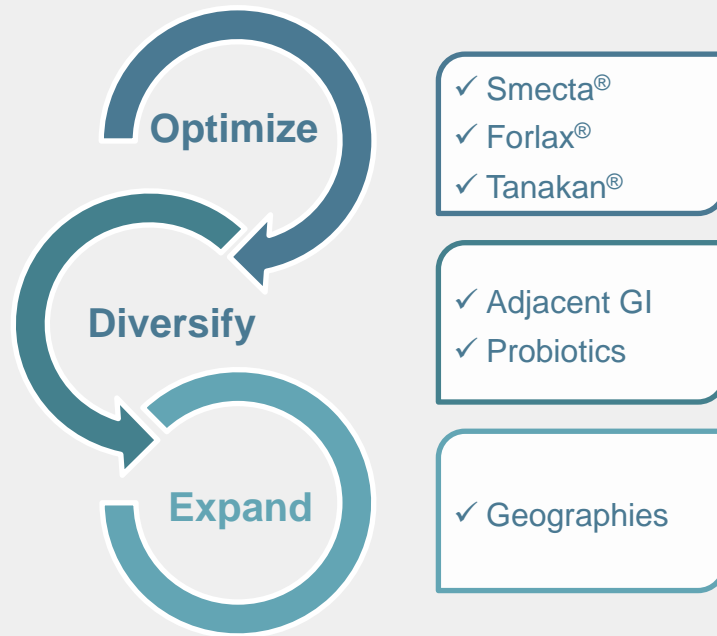 Optimize
✓ Smecta®
✓ Forlax®
✓ Tanakan®
Diversify
✓ Adjacent GI
✓ Probiotics
Expand
✓ Geographies